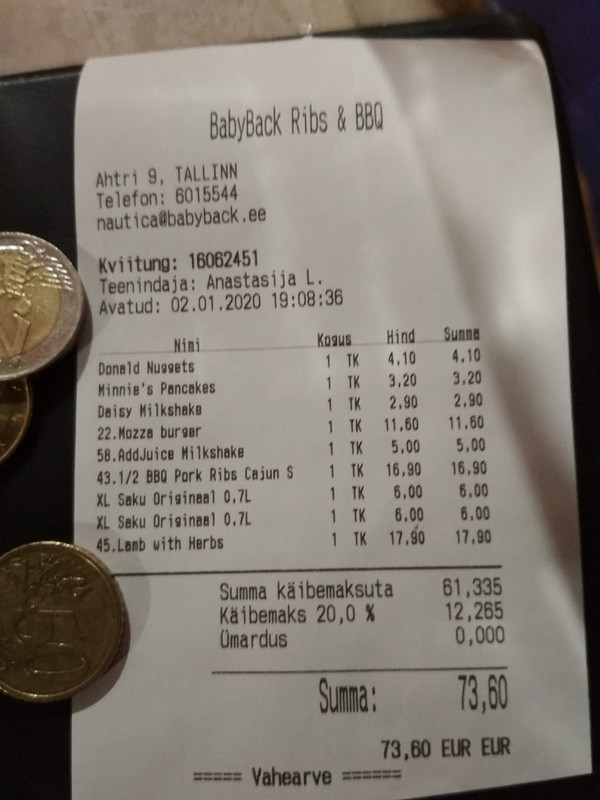 BabyBack Ribs & BBQ
Ahtri 9, TALLINN
Telefon: 6015544
nautica@babyback.ee
Kviitung: 16062451
Teenindaja: Anastasija L.
Avatud: 02.01.2020 19:08:36
Nimi Kogus Hind Summa
Donald Nuggets 1 TK 4,10 4,10
Minnie's Pancakes 1 TK 3,20 3,20
Daisy Milkshake 1 TK 2,90 2,90
22.Mozza burger 1 TK 11,60 11,60
58.AddJuice Milkshake 1 TK 5,00 5,00
43.1/2 BBQ Pork Ribs Cajun S 1 TK 16,90 16,90
XL Saku Originaal 0,7L 1 TK 6,00 6,00
XL Saku Originaal 0,7L 1 TK 6,00 6,00
45.Lamb with Herbs 1 TK 17,90 17,90
Summa käibemaksuta 61,335
Käibemaks 20,0 % 12,265
Ümardus 0,000
Summa: 73,60
73,60 EUR EUR
===== Vahearve ======
50